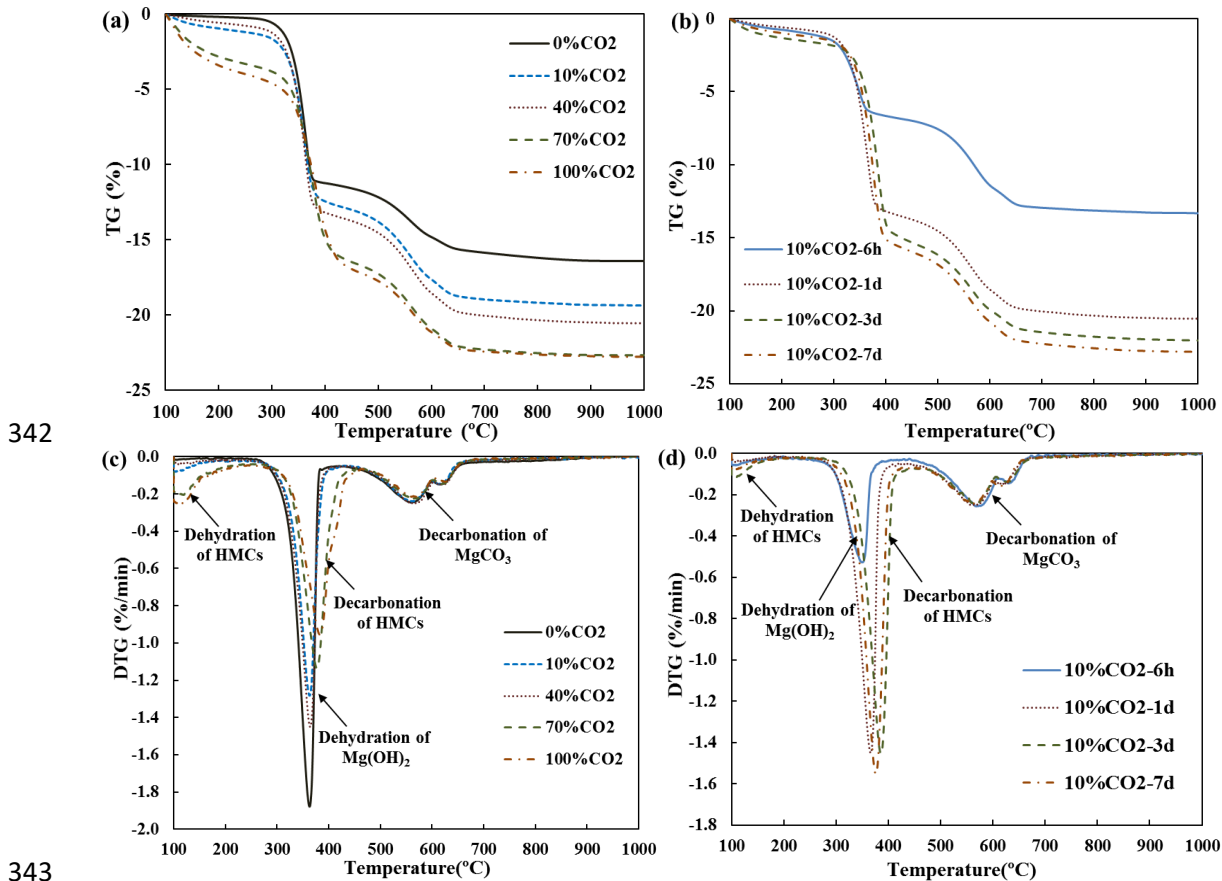 (a)
0
-5
-10
-15
-20
-25
TG (%)
0%CO2
10%CO2
40%CO2
70%CO2
100%CO2
100 200 300 400 500 600 700 800 900 1000
Temperature (ºC)
(b)
0
-5
-10
-15
-20
-25
TG (%)
10%CO2-6h
10%CO2-1d
10%CO2-3d
10%CO2-7d
100 200 300 400 500 600 700 800 900 1000
Temperature(ºC)
342
(c)
0.0
-0.2
-0.4
-0.6
-0.8
-1.0
-1.2
-1.4
-1.6
-1.8
-2.0
DTG (%/min)
Dehydration
of HMCs
Decarbonation of
MgCO3
Decarbonation
of HMCs
Dehydration of
Mg(OH)2
0%CO2
10%CO2
40%CO2
70%CO2
100%CO2
100 200 300 400 500 600 700 800 900 1000
Temperature(ºC)
(d)
0.0
-0.2
-0.4
-0.6
-0.8
-1.0
-1.2
-1.4
-1.6
-1.8
DTG (%/min)
Dehydration
of HMCs
Decarbonation of
MgCO3
Dehydration of
Mg(OH)2
Decarbonation
of HMCs
10%CO2-6h
10%CO2-1d
10%CO2-3d
10%CO2-7d
100 200 300 400 500 600 700 800 900 1000
Temperature(ºC)
343